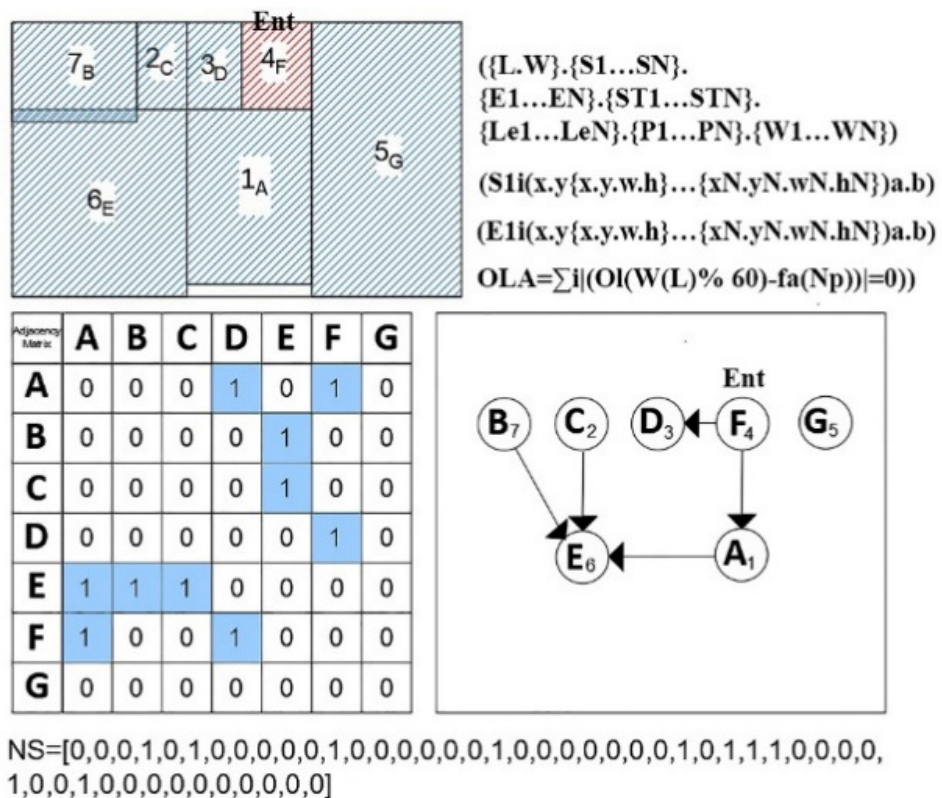 Ent
7B 2C 3D 4F
5G
6E 1A
({L.W}.{S1...SN}.
{E1...EN}.{ST1...STN}.
{Le1...LeN}.{P1...PN}.{W1...WN})
(S1i(x.y{x.y.w.h}...{xN.yN.wN.hN})a.b)
(E1i(x.y{x.y.w.h}...{xN.yN.wN.hN})a.b)
OLA=∑i|(Ol(W(L)% 60)-fa(Np))|=0))
Adjacency Matrix A B C D E F G
A 0 0 0 1 0 1 0
B 0 0 0 0 1 0 0
C 0 0 0 0 1 0 0
D 0 0 0 0 0 1 0
E 1 1 1 0 0 0 0
F 1 0 0 1 0 0 0
G 0 0 0 0 0 0 0
Ent
B7 C2 D3 F4 G5
E6 A1
NS=[0,0,0,1,0,1,0,0,0,0,0,1,0,0,0,0,0,0,1,0,0,0,0,0,0,0,1,0,1,1,1,0,0,0,0,
1,0,0,1,0,0,0,0,0,0,0,0,0,0]